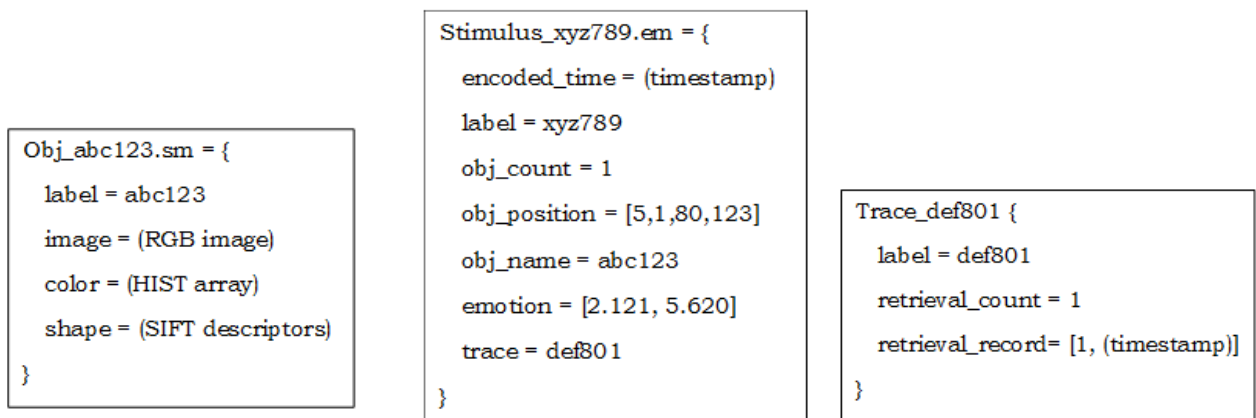 Obj_abc123.sm = {
label = abc123
image = (RGB image)
color = (HIST array)
shape = (SIFT descriptors)
}
Stimulus_xyz789.em = {
encoded_time = (timestamp)
label = xyz789
obj_count = 1
obj_position = [5,1,80,123]
obj_name = abc123
emotion = [2.121, 5.620]
trace = def801
}
Trace_def801 {
label = def801
retrieval_count = 1
retrieval_record= [1, (timestamp)]
}